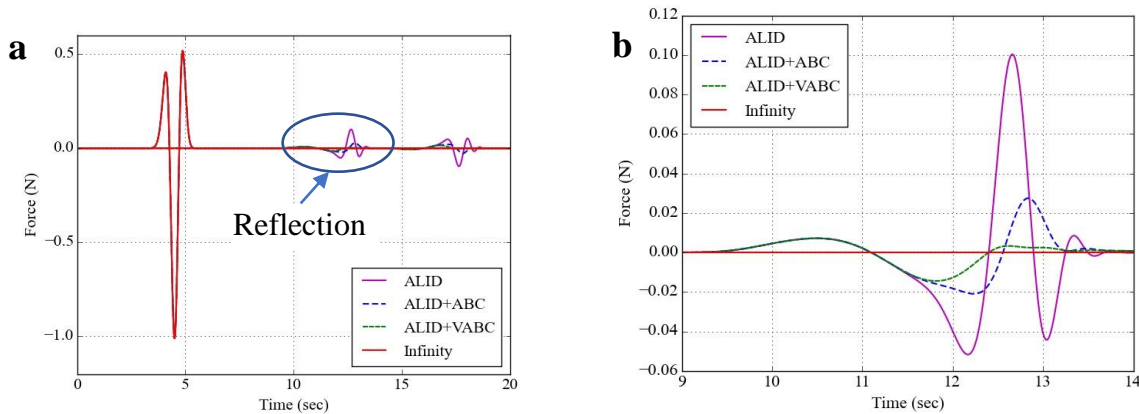 a
0.5
0.0
−0.5
−1.0
Force (N)
Reflection
ALID
ALID+ABC
ALID+VABC
Infinity
0 5 10 15 20
Time (sec)
b
0.12
0.10
0.08
0.06
0.04
0.02
0.00
−0.02
−0.04
−0.06
Force (N)
ALID
ALID+ABC
ALID+VABC
Infinity
9 10 11 12 13 14
Time (sec)